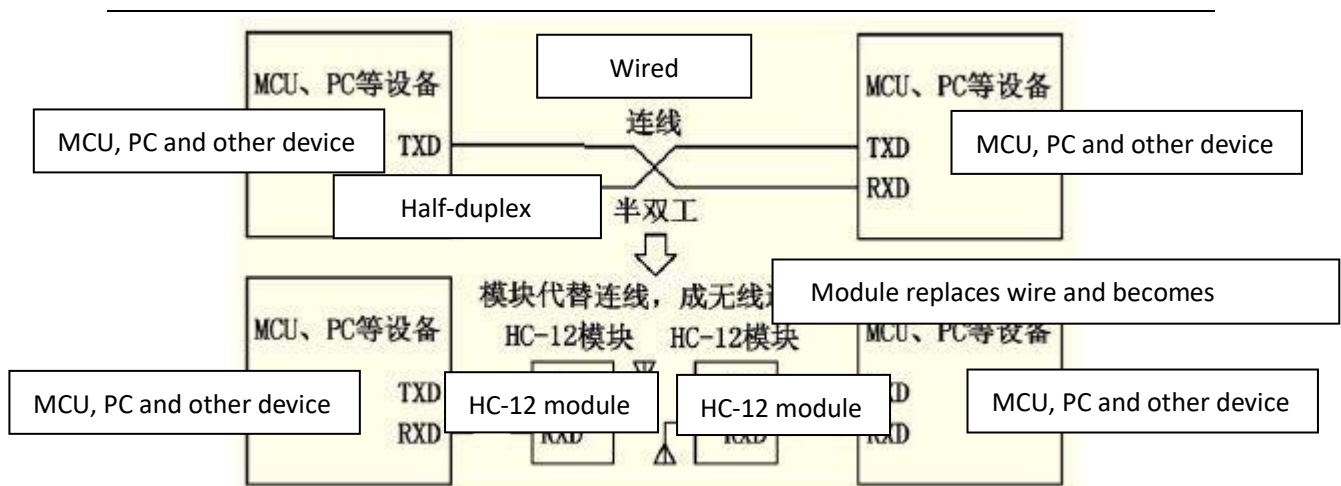 Wired
MCU、PC等设备
MCU、PC等设备
连线
MCU, PC and other device
TXD
TXD
MCU, PC and other device
RXD
Half-duplex
半双工
模块代替连线，成无线
Module replaces wire and becomes
MCU、PC等设备
HC-12模块
HC-12模块
MCU、PC等设备
MCU, PC and other device
TXD
HC-12 module
HC-12 module
MCU, PC and other device
RXD
RXD
RXD
RXD